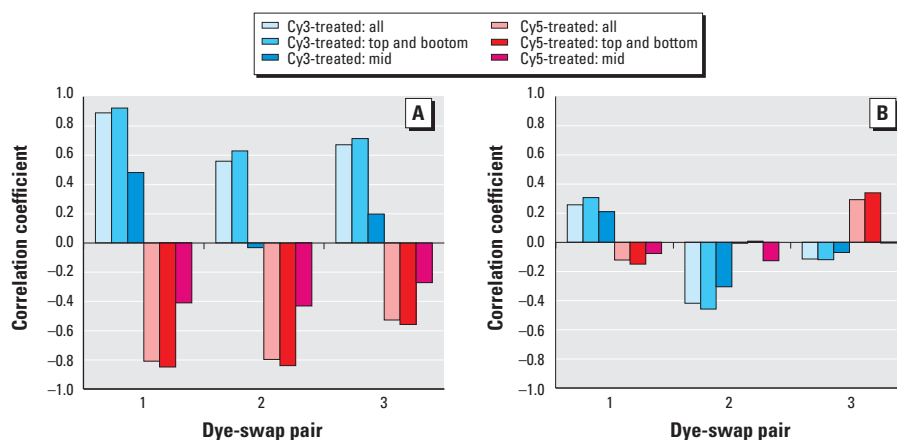 Cy3-treated: all
Cy3-treated: top and bootom
Cy3-treated: mid
Cy5-treated: all
Cy5-treated: top and bottom
Cy5-treated: mid
A
Correlation coefficient
1.0
0.8
0.6
0.4
0.2
0.0
–0.2
–0.4
–0.6
–0.8
–1.0
1 2 3
Dye-swap pair
B
Correlation coefficient
1.0
0.8
0.6
0.4
0.2
0.0
–0.2
–0.4
–0.6
–0.8
–1.0
1 2 3
Dye-swap pair